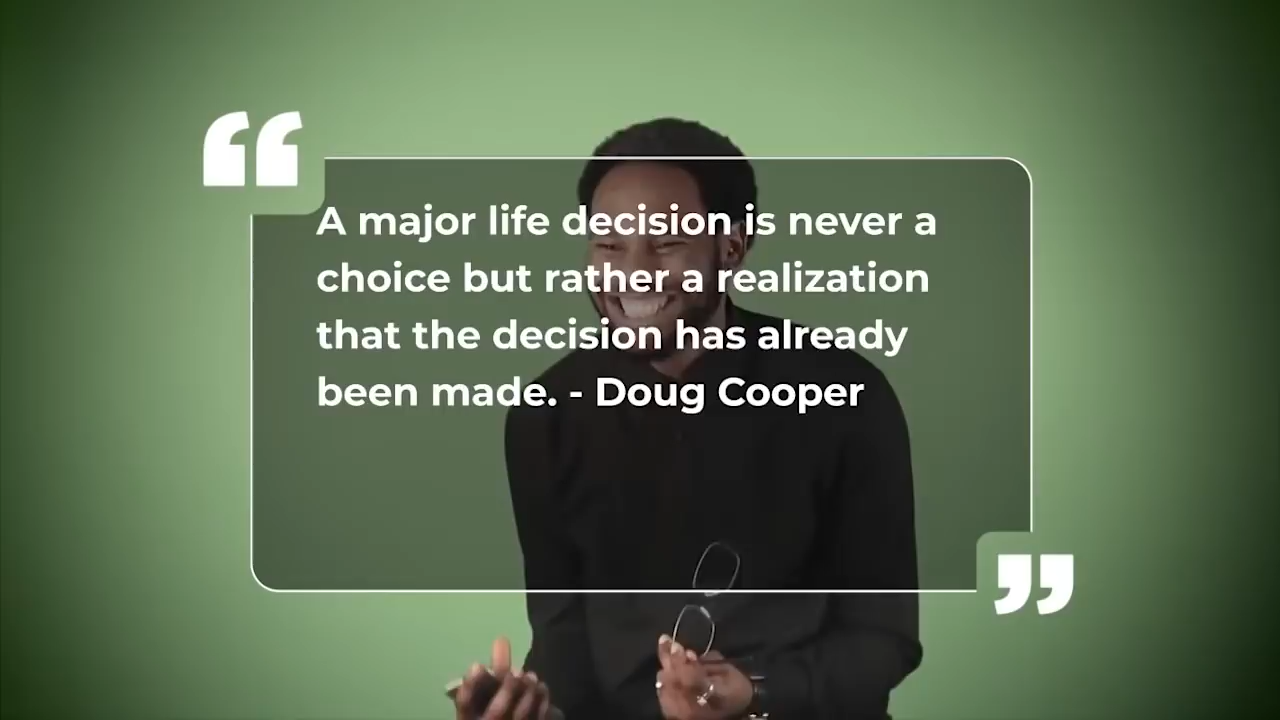 A major life decision is never a
choice but rather a realization
that the decision has already
been made. - Doug Cooper